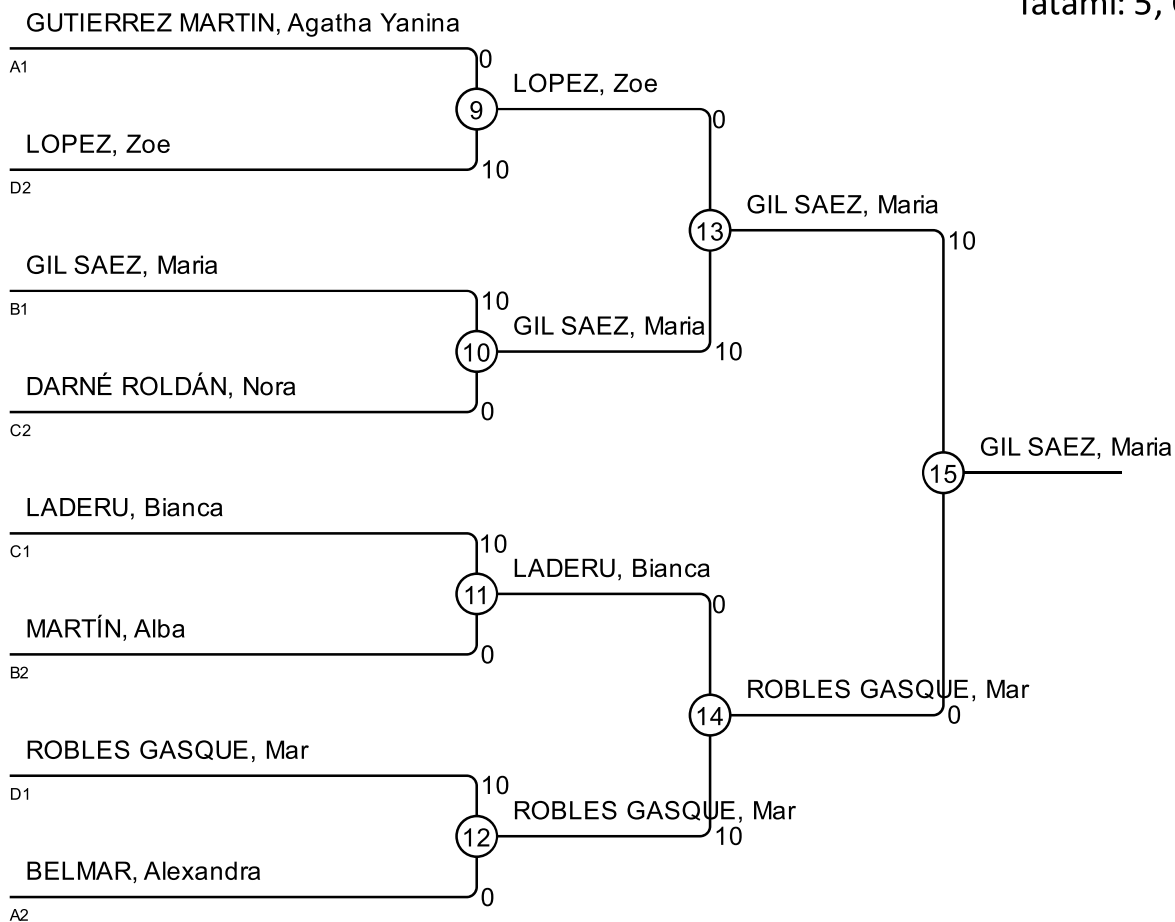 Tatami: 5,
GUTIERREZ MARTIN, Agatha Yanina
0
A1
LOPEZ, Zoe
9
0
LOPEZ, Zoe
10
D2
GIL SAEZ, Maria
13
10
GIL SAEZ, Maria
10
B1
GIL SAEZ, Maria
10
10
DARNÉ ROLDÁN, Nora
0
C2
GIL SAEZ, Maria
15
LADERU, Bianca
10
C1
LADERU, Bianca
11
0
MARTÍN, Alba
0
B2
ROBLES GASQUE, Mar
14
0
ROBLES GASQUE, Mar
10
D1
ROBLES GASQUE, Mar
12
10
BELMAR, Alexandra
0
A2